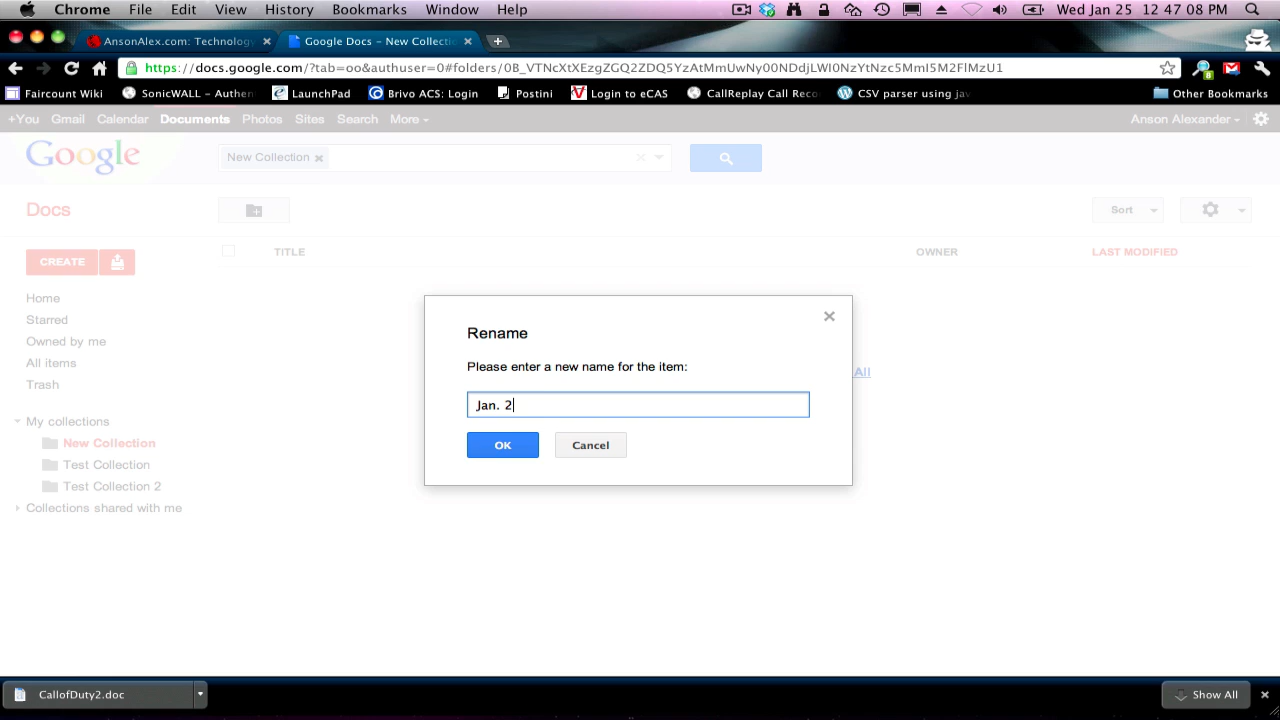 Chrome File Edit View History Bookmarks Window Help Wed Jan 25 12:47:08 PM
AnsonAlex.com: Technology Google Docs – New Collecti
https://docs.google.com/?tab=oo&authuser=0#folders/0B_VTNcXtXEzgZGQ2ZDQ5YzAtMmUwNy00NDdjLWI0NzYtNzc5MmI5M2FlMzU1 8
Faircount Wiki SonicWALL – Authen LaunchPad Brivo ACS: Login Postini Login to eCAS CallReplay Call Reco CSV parser using jav Other Bookmarks
+You Gmail Calendar Documents Photos Sites Search More Anson Alexander
Google New Collection
Docs Sort
CREATE TITLE OWNER LAST MODIFIED
Home
Starred
Owned by me
All items
Trash
My collections
New Collection
Test Collection
Test Collection 2
Collections shared with me
Rename
Please enter a new name for the item:
All
Jan. 2
OK Cancel
CallofDuty2.doc Show All